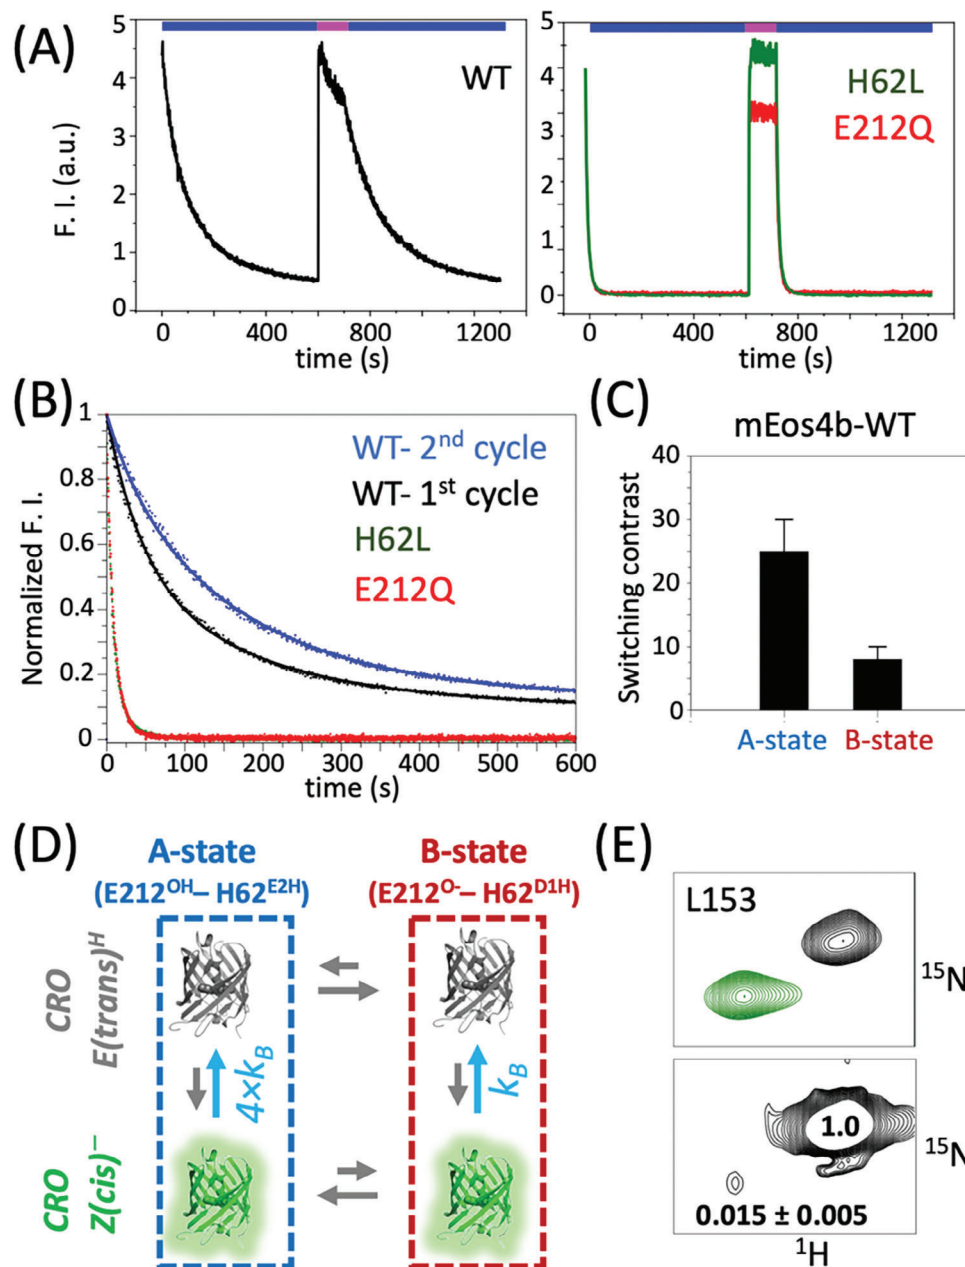 (A)
5
4
3
2
1
0
F. I. (a.u.)
WT
0
400
800
1200
time (s)
5
4
3
2
1
0
H62L
E212Q
0
400
800
1200
time (s)
(B)
1
0.8
0.6
0.4
0.2
0
Normalized F. I.
WT- 2nd cycle
WT- 1st cycle
H62L
E212Q
0
100
200
300
400
500
600
time (s)
(C)
mEos4b-WT
40
30
20
10
0
Switching contrast
A-state
B-state
(D)
A-state
(E212OH– H62E2H)
B-state
(E212O-– H62D1H)
CRO
E(trans)H
4×kB
kB
CRO
Z(cis)–
(E)
L153
15N
1.0
15N
0.015 ± 0.005
1H